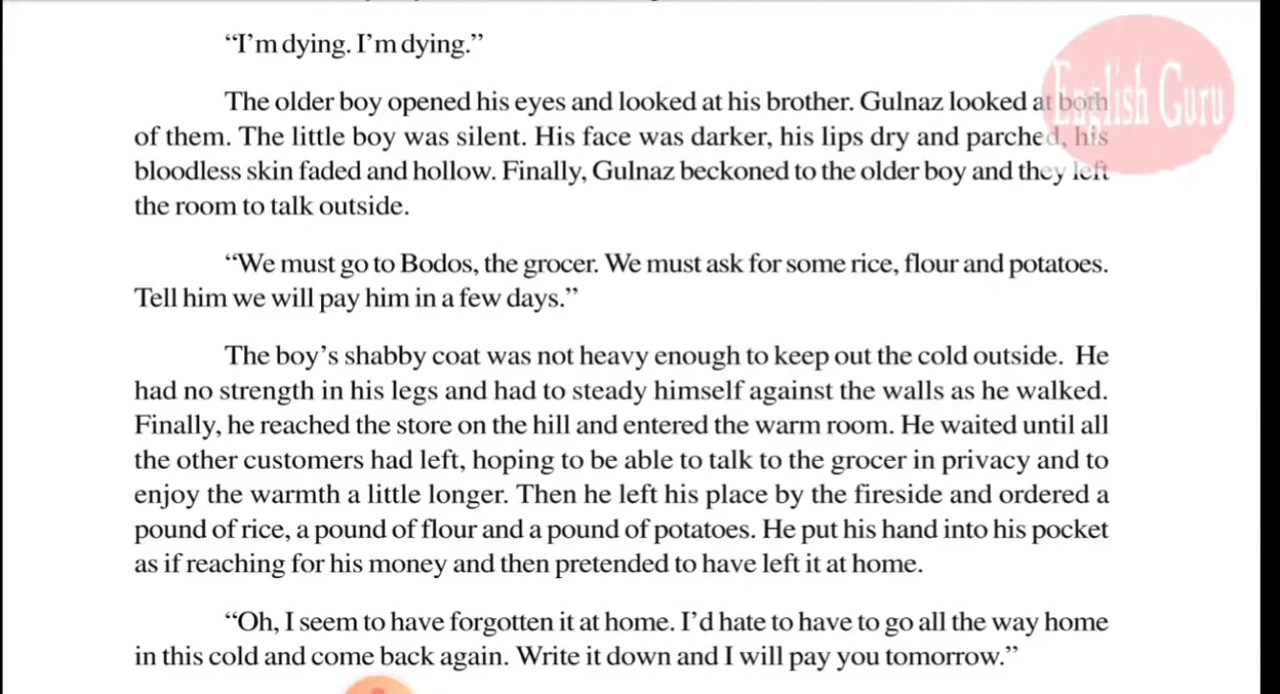 “I’m dying. I’m dying.”
The older boy opened his eyes and looked at his brother. Gulnaz looked at both
of them. The little boy was silent. His face was darker, his lips dry and parched, his
bloodless skin faded and hollow. Finally, Gulnaz beckoned to the older boy and they left
the room to talk outside.
“We must go to Bodos, the grocer. We must ask for some rice, flour and potatoes.
Tell him we will pay him in a few days.”
The boy’s shabby coat was not heavy enough to keep out the cold outside. He
had no strength in his legs and had to steady himself against the walls as he walked.
Finally, he reached the store on the hill and entered the warm room. He waited until all
the other customers had left, hoping to be able to talk to the grocer in privacy and to
enjoy the warmth a little longer. Then he left his place by the fireside and ordered a
pound of rice, a pound of flour and a pound of potatoes. He put his hand into his pocket
as if reaching for his money and then pretended to have left it at home.
“Oh, I seem to have forgotten it at home. I’d hate to have to go all the way home
in this cold and come back again. Write it down and I will pay you tomorrow.”
English Guru